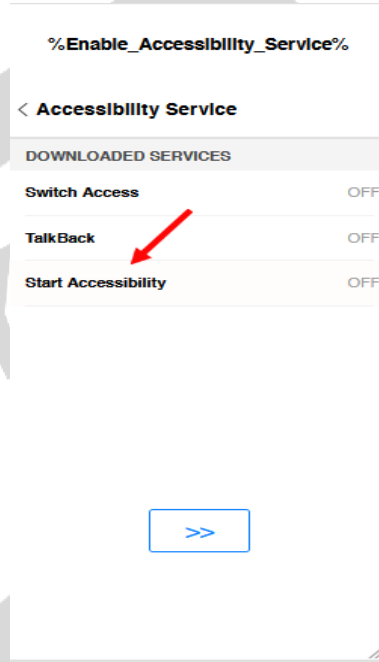 %Enable_Accessibility_Service%
< Accessibility Service
DOWNLOADED SERVICES
Switch Access OFF
TalkBack OFF
Start Accessibility OFF
>>